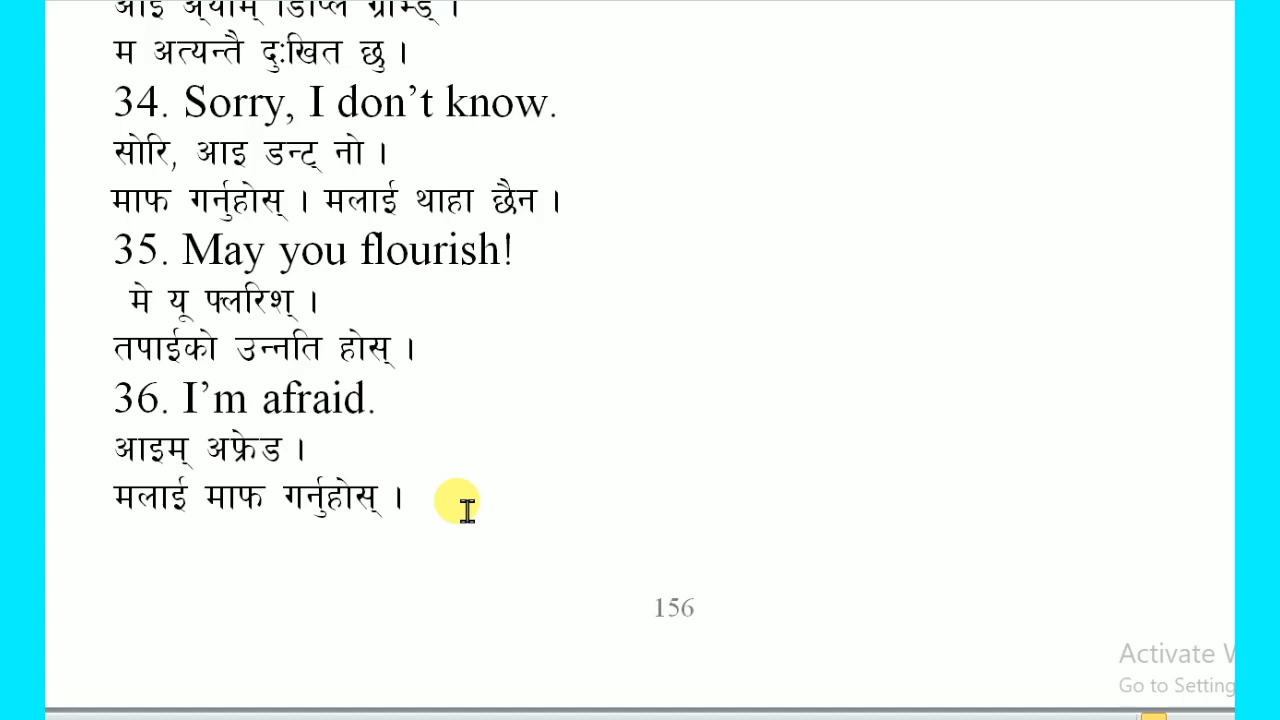 म अत्यन्तै दुःखित छु ।
34. Sorry, I don’t know.
सोरि, आइ डन्ट् नो ।
माफ गर्नुहोस् । मलाई थाहा छैन ।
35. May you flourish!
मे यू फ्लरिश् ।
तपाईको उन्नति होस् ।
36. I’m afraid.
आइम् अफ्रेड ।
मलाई माफ गर्नुहोस् ।
156
Activate
Go to Setting